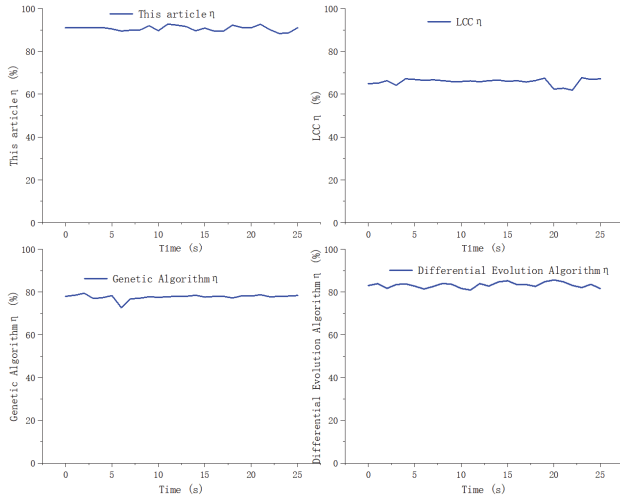 This article η
100
80
60
40
20
0
0 5 10 15 20 25
This article η (%)
Time (s)
LCC η
100
80
60
40
20
0
0 5 10 15 20 25
LCC η (%)
Time (s)
Genetic Algorithm η
100
80
60
40
20
0
0 5 10 15 20 25
Genetic Algorithm η (%)
Time (s)
Differential Evolution Algorithm η
100
80
60
40
20
0
0 5 10 15 20 25
Differential Evolution Algorithm η (%)
Time (s)